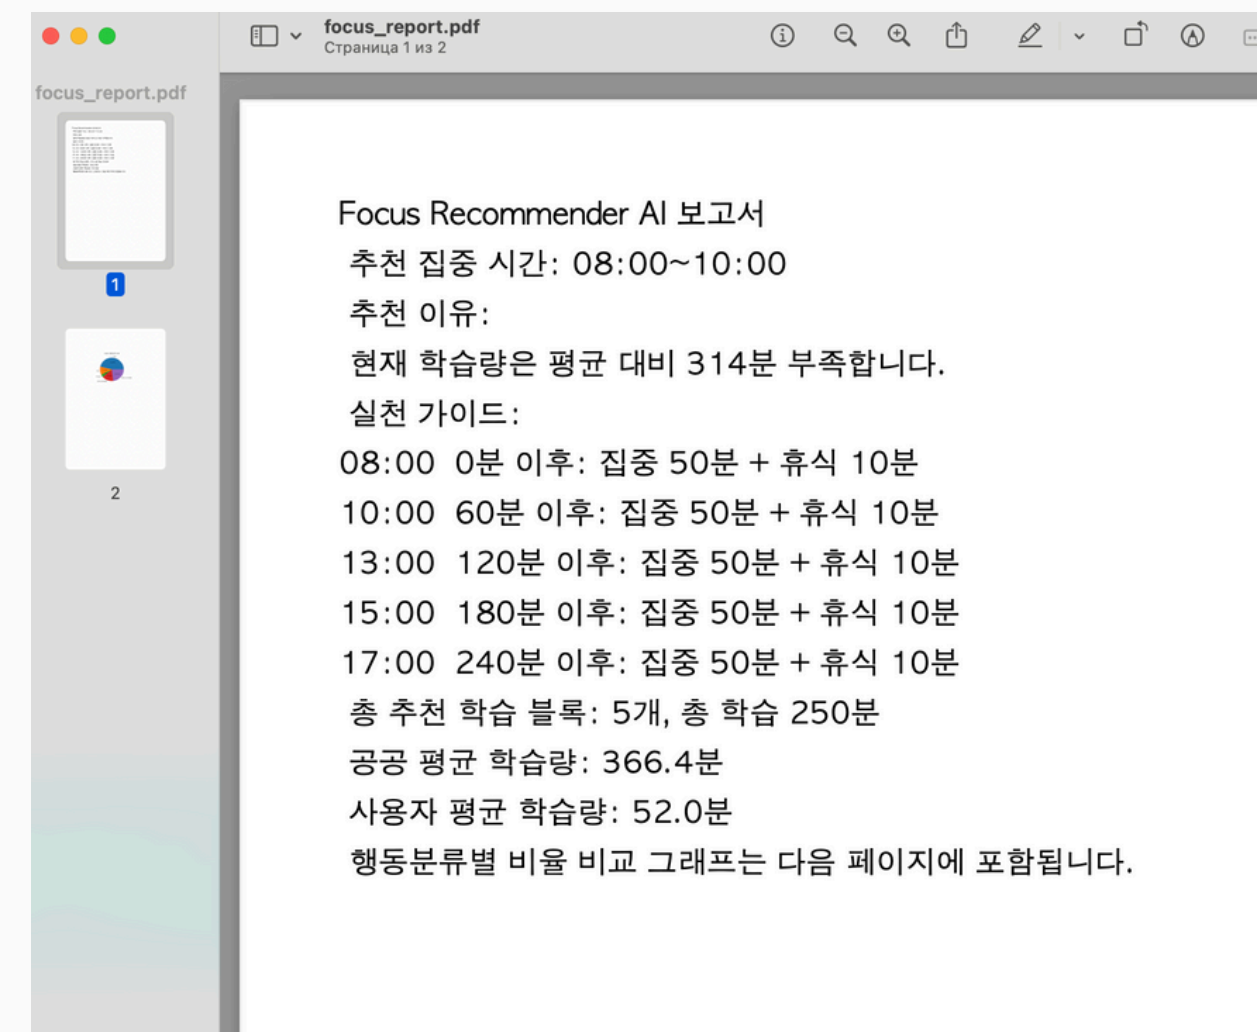 focus_report.pdf
Страница 1 из 2
focus_report.pdf
1
2
Focus Recommender AI 보고서
추천 집중 시간: 08:00~10:00
추천 이유:
현재 학습량은 평균 대비 314분 부족합니다.
실천 가이드:
08:00 0분 이후: 집중 50분 + 휴식 10분
10:00 60분 이후: 집중 50분 + 휴식 10분
13:00 120분 이후: 집중 50분 + 휴식 10분
15:00 180분 이후: 집중 50분 + 휴식 10분
17:00 240분 이후: 집중 50분 + 휴식 10분
총 추천 학습 블록: 5개, 총 학습 250분
공공 평균 학습량: 366.4분
사용자 평균 학습량: 52.0분
행동분류별 비율 비교 그래프는 다음 페이지에 포함됩니다.